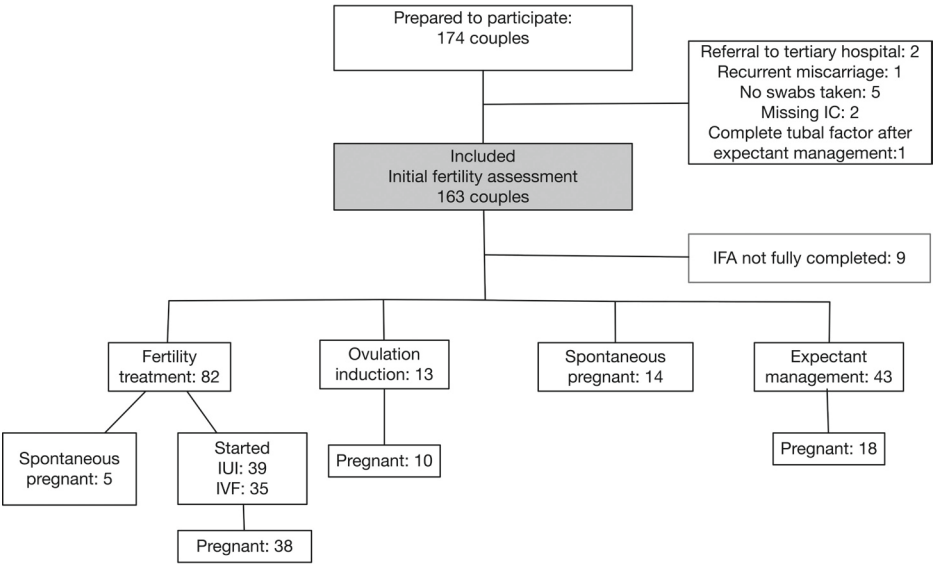 Prepared to participate:
174 couples
Referral to tertiary hospital: 2
Recurrent miscarriage: 1
No swabs taken: 5
Missing IC: 2
Complete tubal factor after
expectant management:1
Included
Initial fertility assessment
163 couples
IFA not fully completed: 9
Fertility
treatment: 82
Ovulation
induction: 13
Spontaneous
pregnant: 14
Expectant
management: 43
Spontaneous
pregnant: 5
Started
IUI: 39
IVF: 35
Pregnant: 10
Pregnant: 18
Pregnant: 38